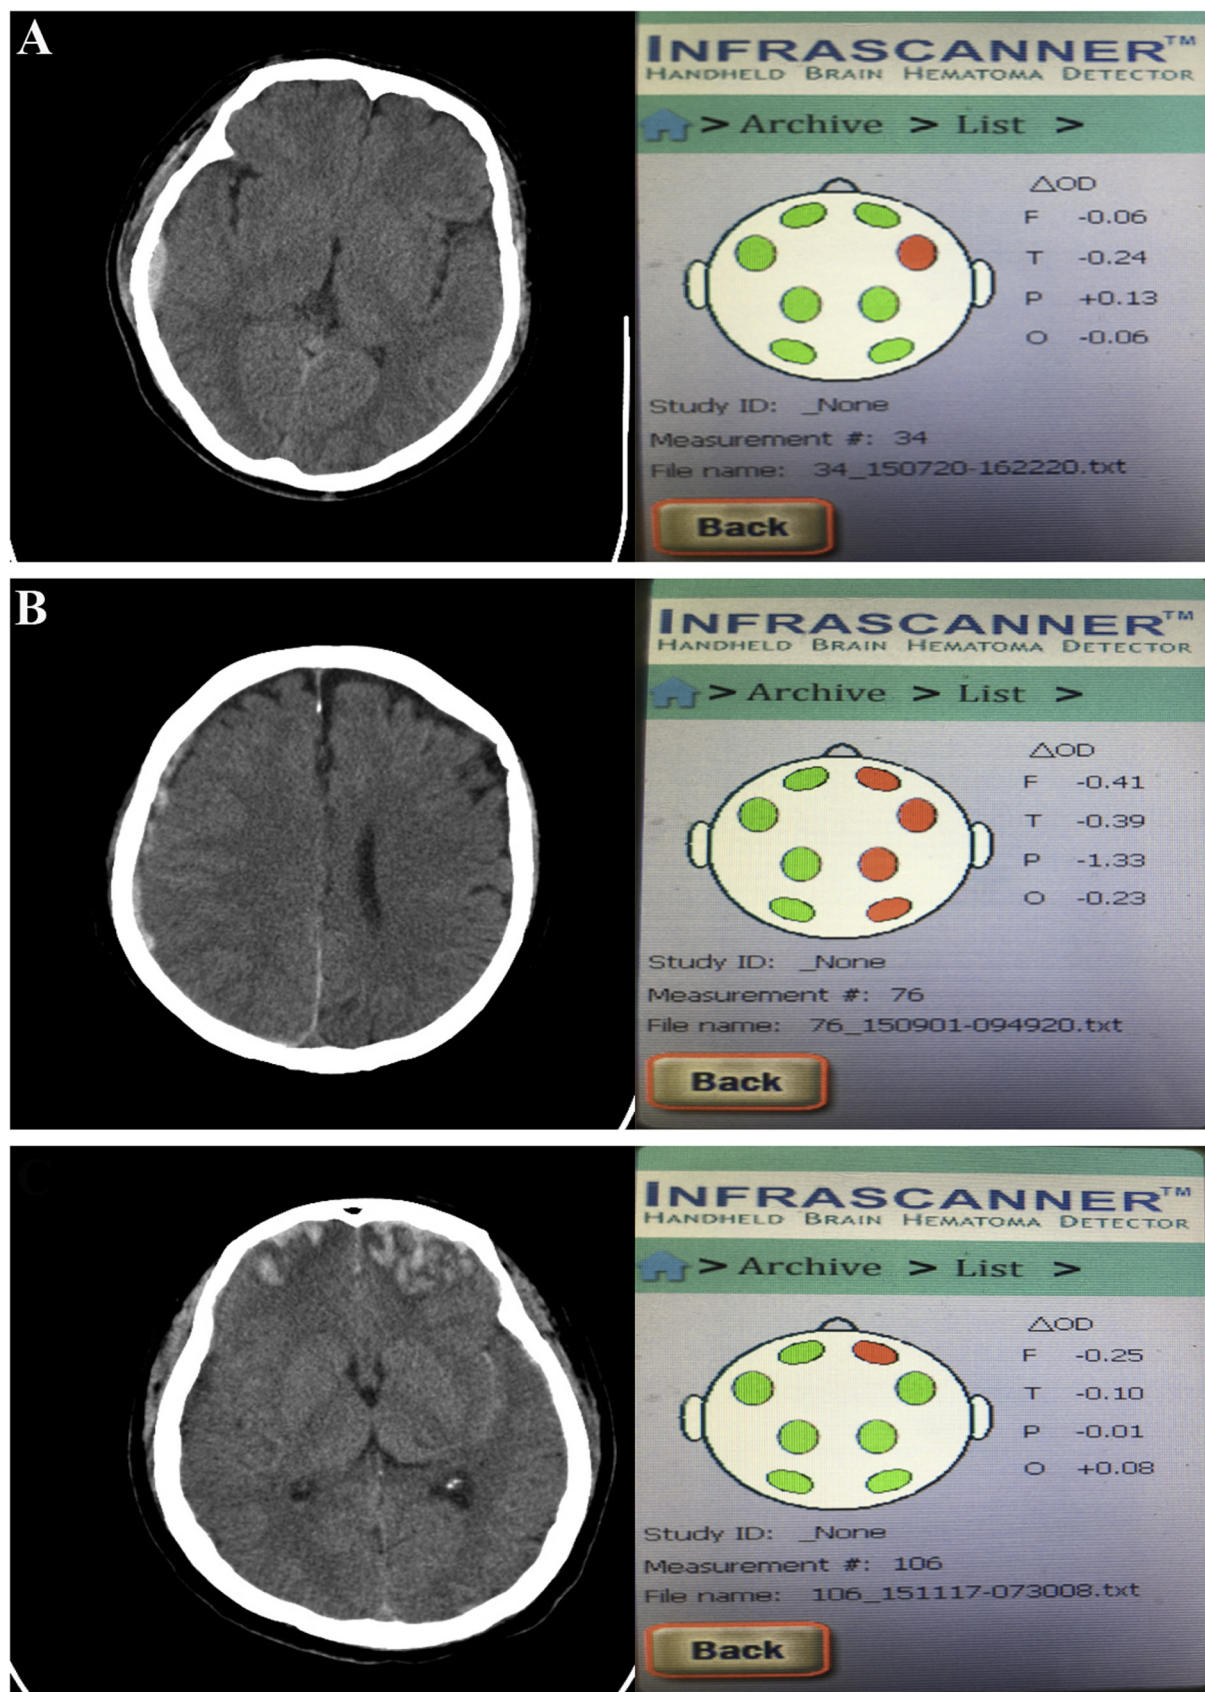 A
INFRASCANNER™
HANDHELD BRAIN HEMATOMA DETECTOR
> Archive > List >
△OD
F -0.06
T -0.24
P +0.13
O -0.06
Study ID: _None
Measurement #: 34
File name: 34_150720-162220.txt
Back
B
INFRASCANNER™
HANDHELD BRAIN HEMATOMA DETECTOR
> Archive > List >
△OD
F -0.41
T -0.39
P -1.33
O -0.23
Study ID: _None
Measurement #: 76
File name: 76_150901-094920.txt
Back
C
INFRASCANNER™
HANDHELD BRAIN HEMATOMA DETECTOR
> Archive > List >
△OD
F -0.25
T -0.10
P -0.01
O +0.08
Study ID: _None
Measurement #: 106
File name: 106_151117-073008.txt
Back